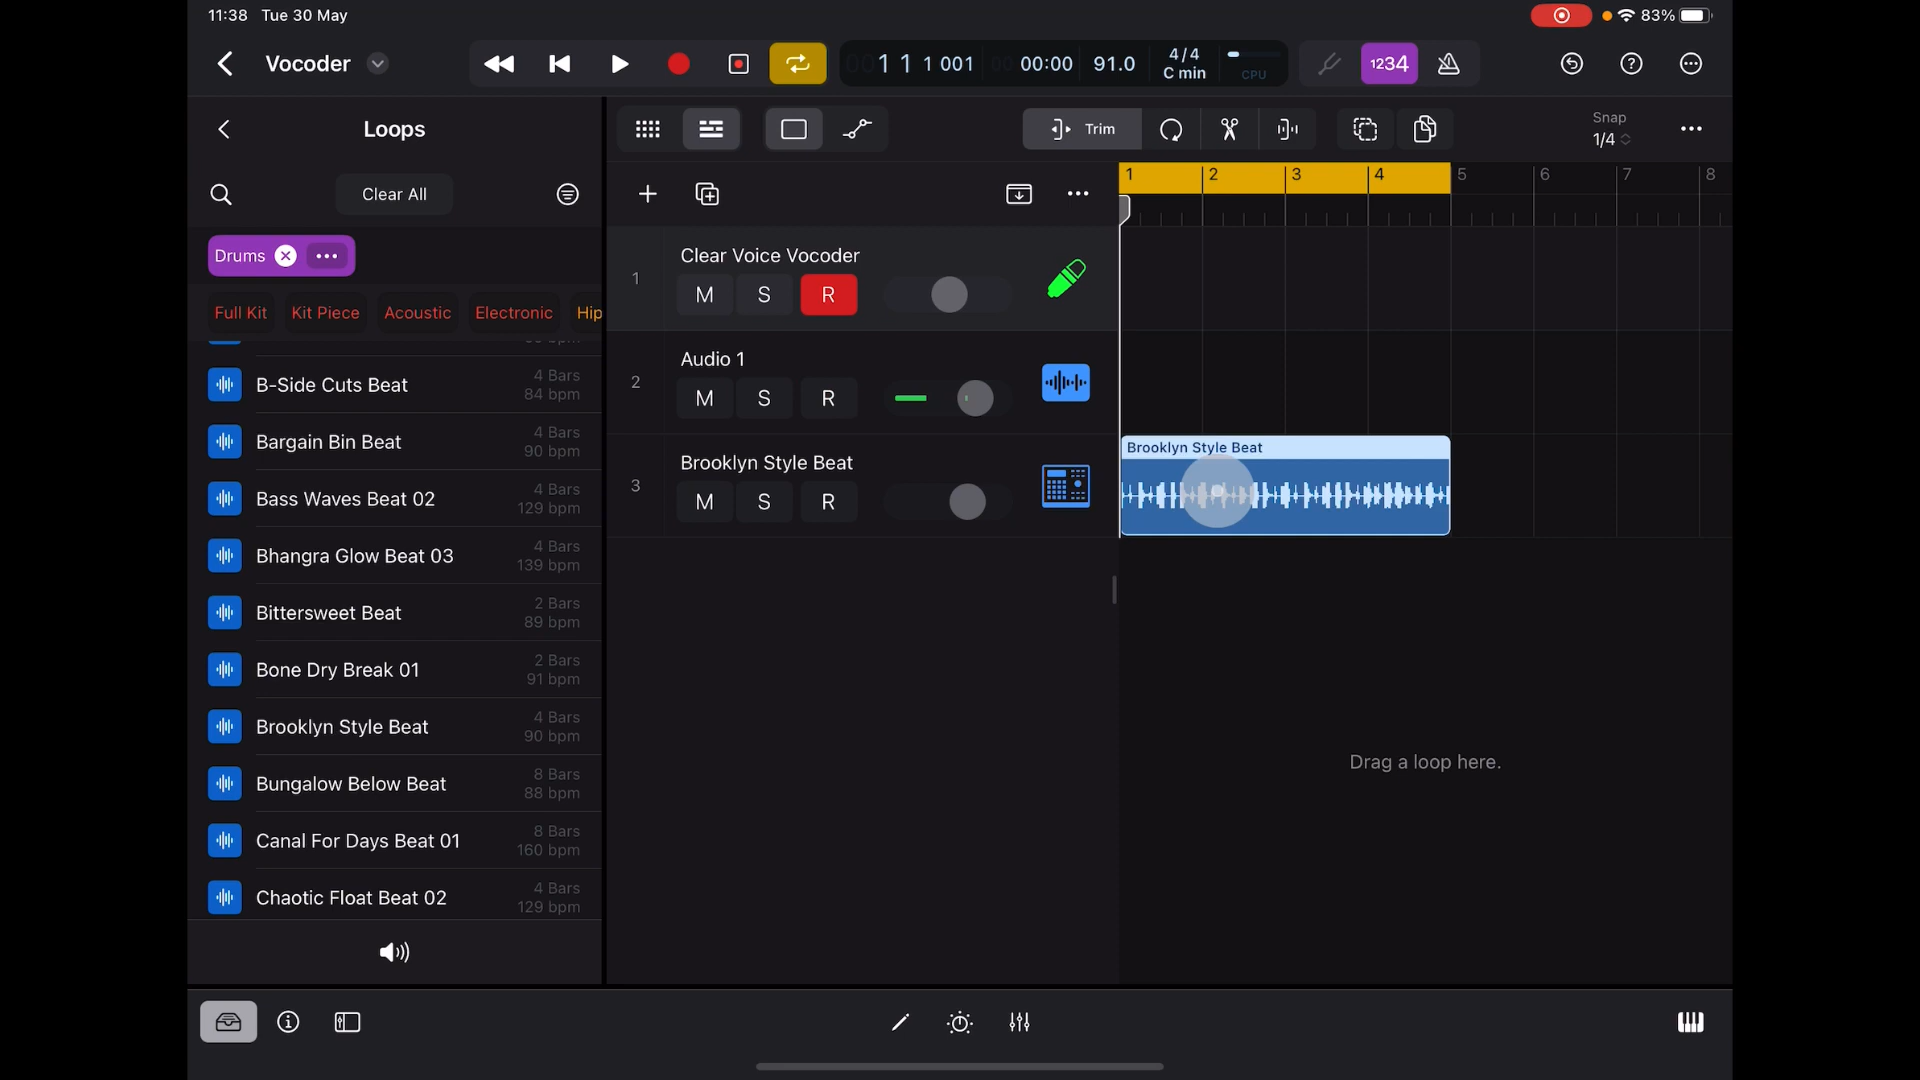 11:38 Tue 30 May
83%
Vocoder
1 1 1 001
00:00
91.0
4/4
C min
CPU
1234
Loops
Trim
Snap
1/4
Clear All
1 2 3 4 5 6 7 8
Drums
Full Kit Kit Piece Acoustic Electronic Hip
1
Clear Voice Vocoder
M S R
2
Audio 1
M S R
3
Brooklyn Style Beat
M S R
Brooklyn Style Beat
B-Side Cuts Beat
4 Bars
84 bpm
Bargain Bin Beat
4 Bars
90 bpm
Bass Waves Beat 02
4 Bars
129 bpm
Bhangra Glow Beat 03
4 Bars
139 bpm
Bittersweet Beat
2 Bars
89 bpm
Bone Dry Break 01
2 Bars
91 bpm
Brooklyn Style Beat
4 Bars
90 bpm
Bungalow Below Beat
8 Bars
88 bpm
Canal For Days Beat 01
8 Bars
160 bpm
Chaotic Float Beat 02
4 Bars
129 bpm
Drag a loop here.